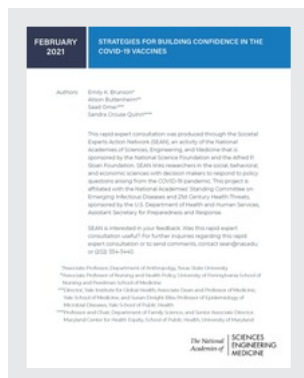 FEBRUARY
2021
STRATEGIES FOR BUILDING CONFIDENCE IN THE
COVID-19 VACCINES
Authors: Emily K. Brunson*
Alison Buttenheim**
Saad Omer***
Sandra Crouse Quinn****
This rapid expert consultation was produced through the Societal
Experts Action Network (SEAN), an activity of the National
Academies of Sciences, Engineering, and Medicine that is
sponsored by the National Science Foundation and the Alfred P.
Sloan Foundation. SEAN links researchers in the social, behavioral,
and economic sciences with decision makers to respond to policy
questions arising from the COVID-19 pandemic. This project is
affiliated with the National Academies' Standing Committee on
Emerging Infectious Diseases and 21st Century Health Threats,
sponsored by the U.S. Department of Health and Human Services,
Assistant Secretary for Preparedness and Response.
SEAN is interested in your feedback. Was this rapid expert
consultation useful? For further inquiries regarding this rapid
expert consultation or to send comments, contact sean@nas.edu
or (202) 334-3440.
*Associate Professor, Department of Anthropology, Texas State University
**Associate Professor of Nursing and Health Policy, University of Pennsylvania School of
Nursing and Perelman School of Medicine
***Director, Yale Institute for Global Health, Associate Dean and Professor of Medicine,
Yale School of Medicine, and Susan Dwight Bliss Professor of Epidemiology of
Microbial Diseases, Yale School of Public Health
****Professor and Chair, Department of Family Science, and Senior Associate Director,
Maryland Center for Health Equity, School of Public Health, University of Maryland
The National
Academies of
SCIENCES
ENGINEERING
MEDICINE